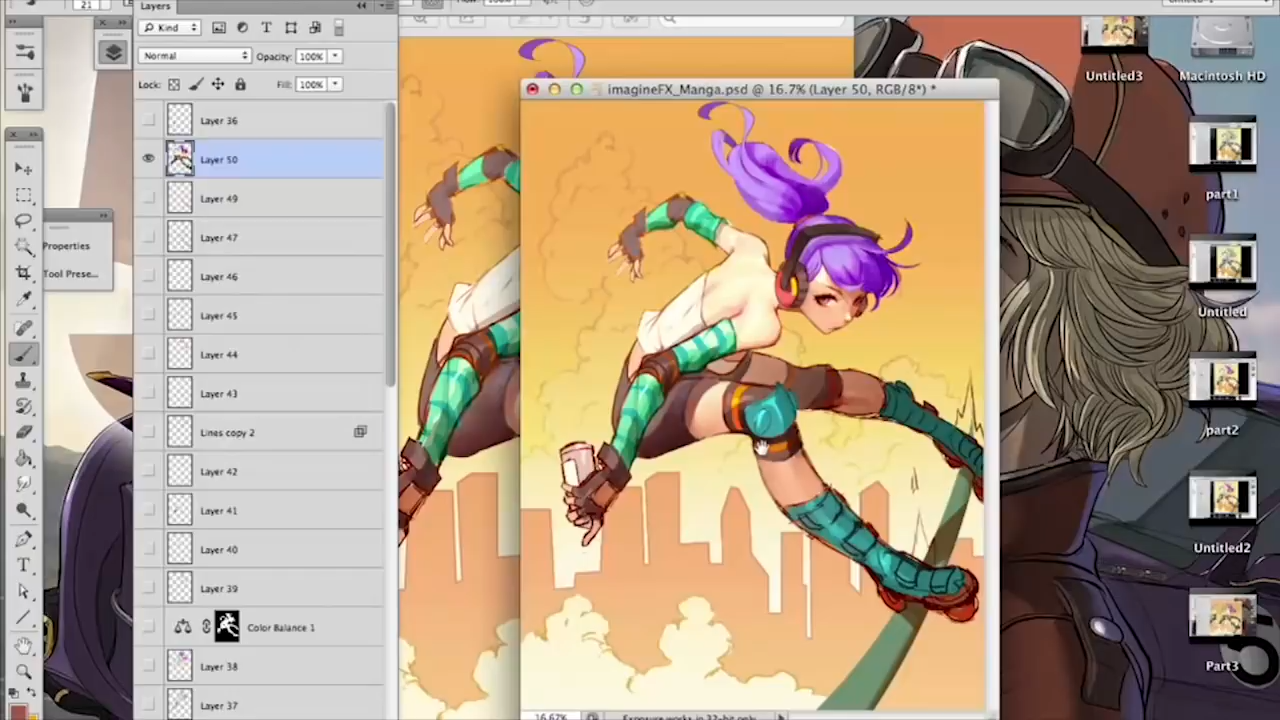 21
Layers
Kind
Normal
Opacity: 100%
Lock:
Fill: 100%
Layer 36
Layer 50
Layer 49
Layer 47
Layer 46
Layer 45
Layer 44
Layer 43
Lines copy 2
Layer 42
Layer 41
Layer 40
Layer 39
Color Balance 1
Layer 38
Layer 37
Properties
Tool Prese...
imagineFX_Manga.psd @ 16.7% (Layer 50, RGB/8*) *
16.67%
Exposure works in 32-bit only
Untitled3
Macintosh HD
part1
Untitled
part2
Untitled2
Part3